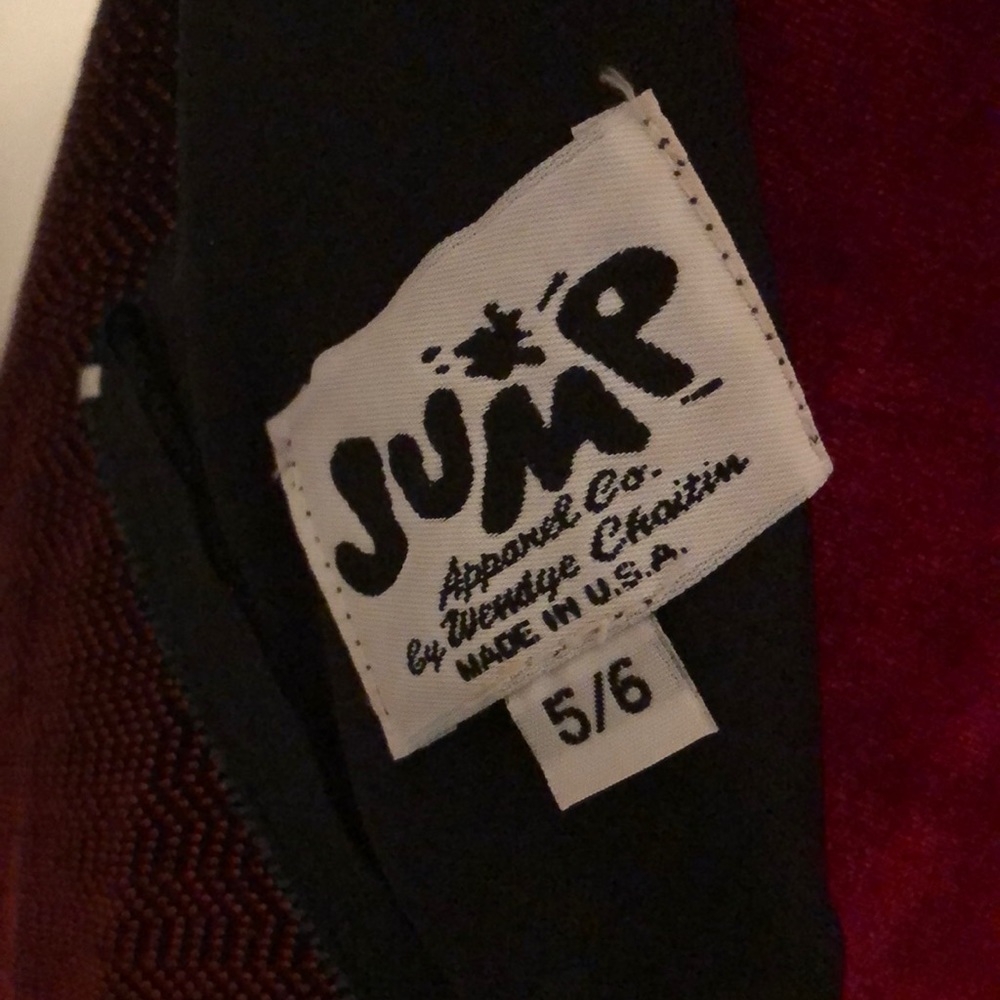 JUMP
Apparel Co.
by Wendye Chaitin
MADE IN U.S.A.
5/6